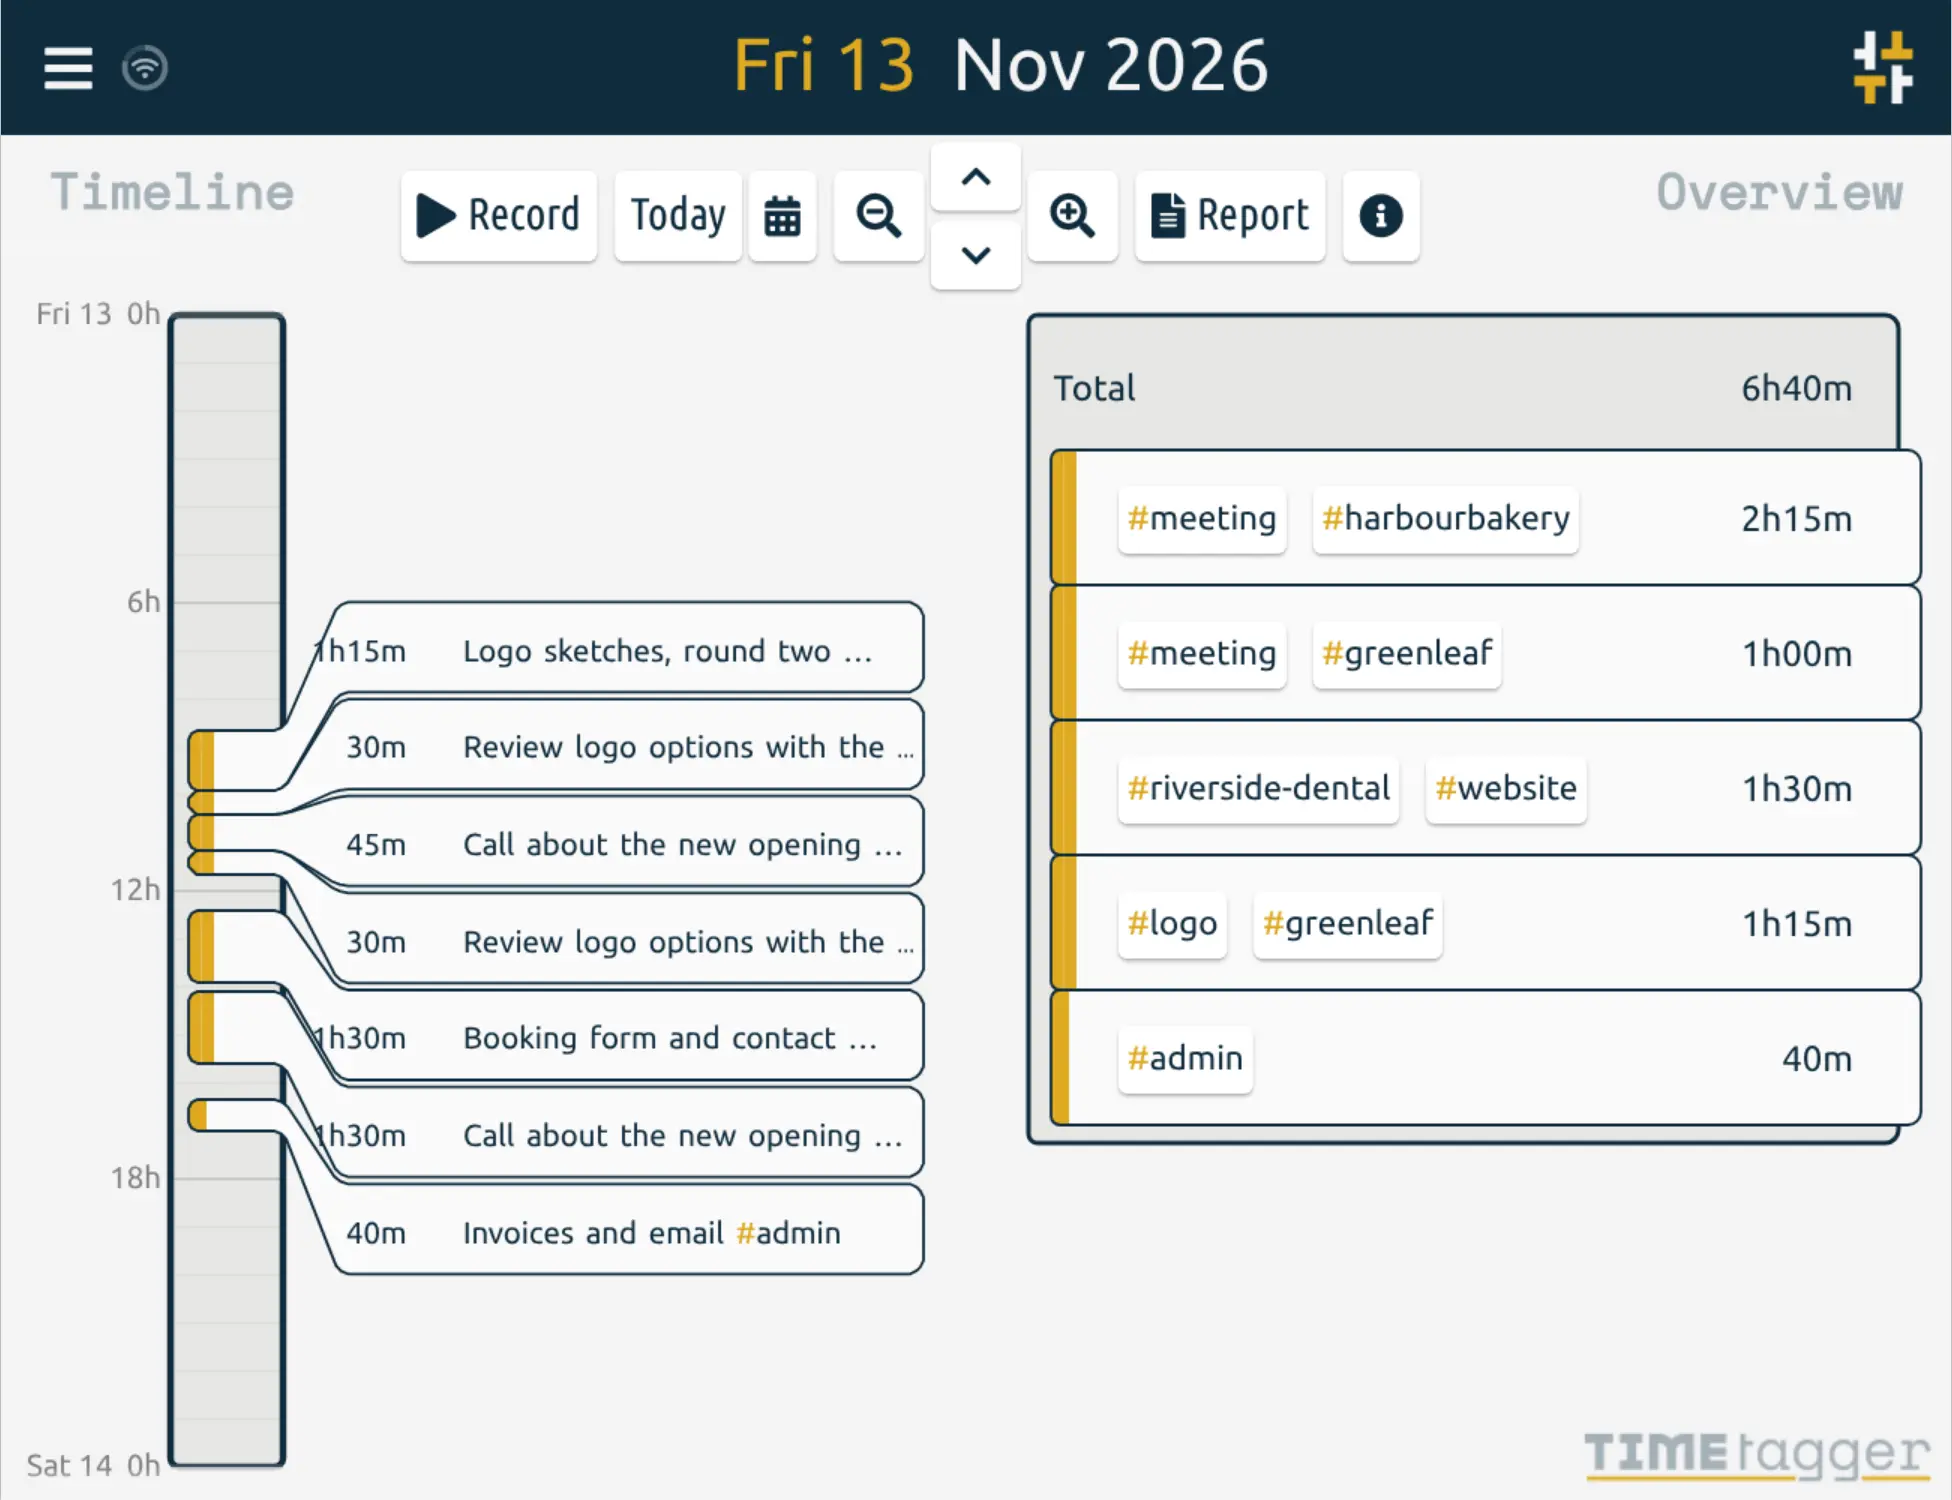 Fri 13 Nov 2026
Timeline
Record
Today
Report
Overview
Fri 13 0h
6h
12h
18h
Sat 14 0h
1h15m Logo sketches, round two …
30m Review logo options with the …
45m Call about the new opening …
30m Review logo options with the …
1h30m Booking form and contact …
1h30m Call about the new opening …
40m Invoices and email #admin
Total 6h40m
#meeting #harbourbakery 2h15m
#meeting #greenleaf 1h00m
#riverside-dental #website 1h30m
#logo #greenleaf 1h15m
#admin 40m
TIMEtagger